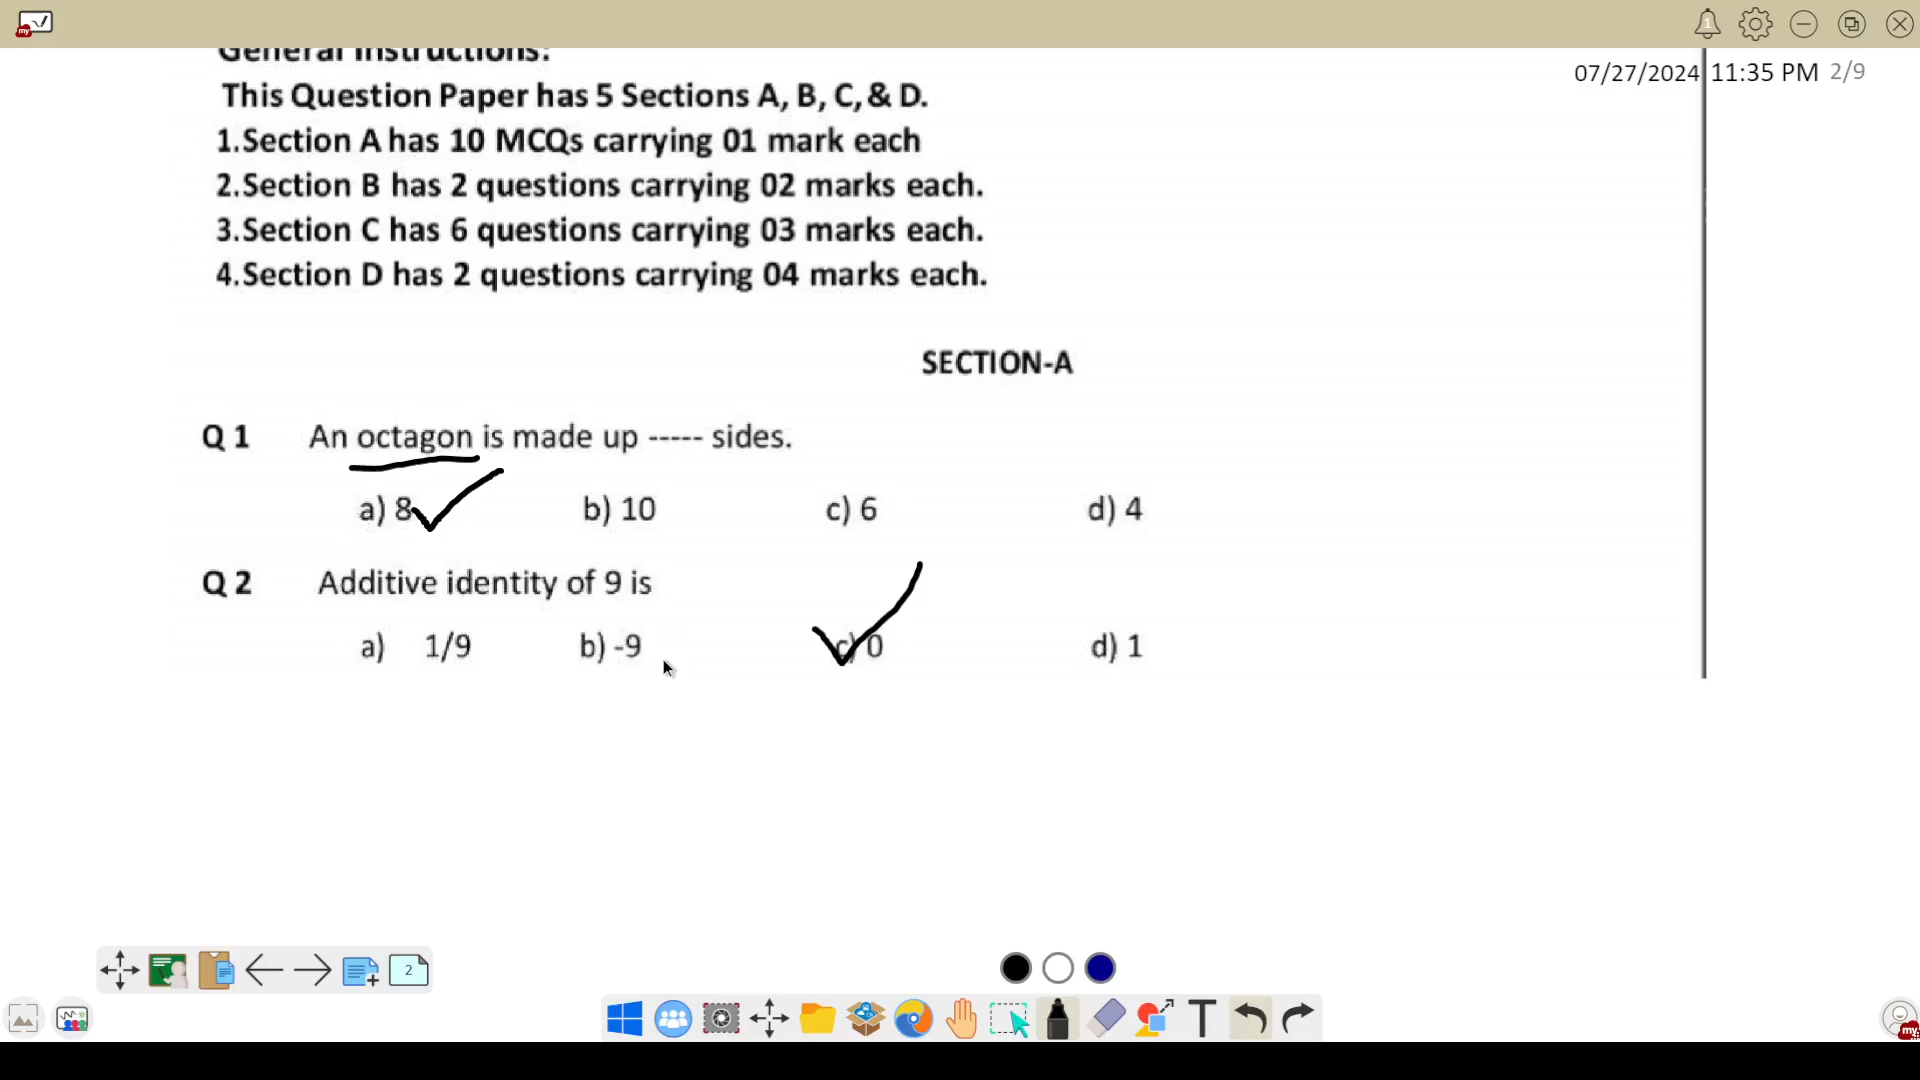 07/27/2024 11:35 PM 2/9
General Instructions:
This Question Paper has 5 Sections A, B, C, & D.
1.Section A has 10 MCQs carrying 01 mark each
2.Section B has 2 questions carrying 02 marks each.
3.Section C has 6 questions carrying 03 marks each.
4.Section D has 2 questions carrying 04 marks each.
SECTION-A
Q 1 An octagon is made up ----- sides.
a) 8 b) 10 c) 6 d) 4
Q 2 Additive identity of 9 is
a) 1/9 b) -9 c) 0 d) 1
2